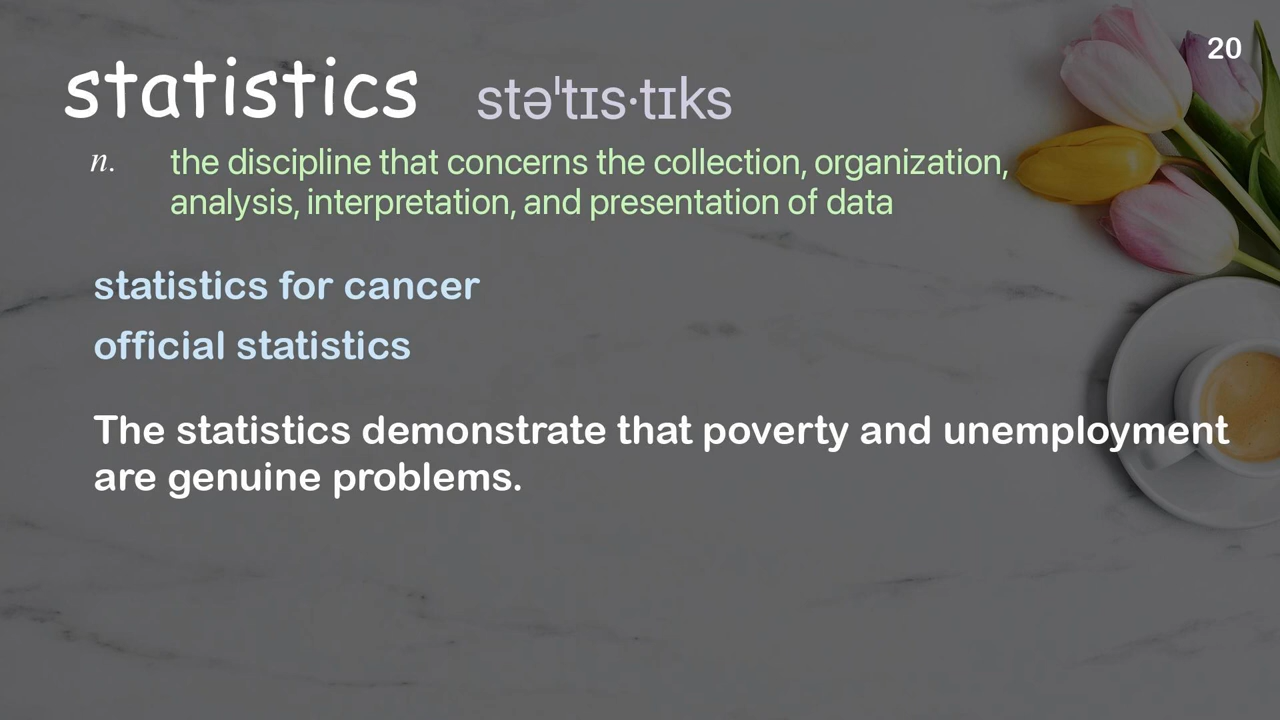 20
statistics stəˈtɪs·tɪks
n. the discipline that concerns the collection, organization,
analysis, interpretation, and presentation of data
statistics for cancer
official statistics
The statistics demonstrate that poverty and unemployment
are genuine problems.